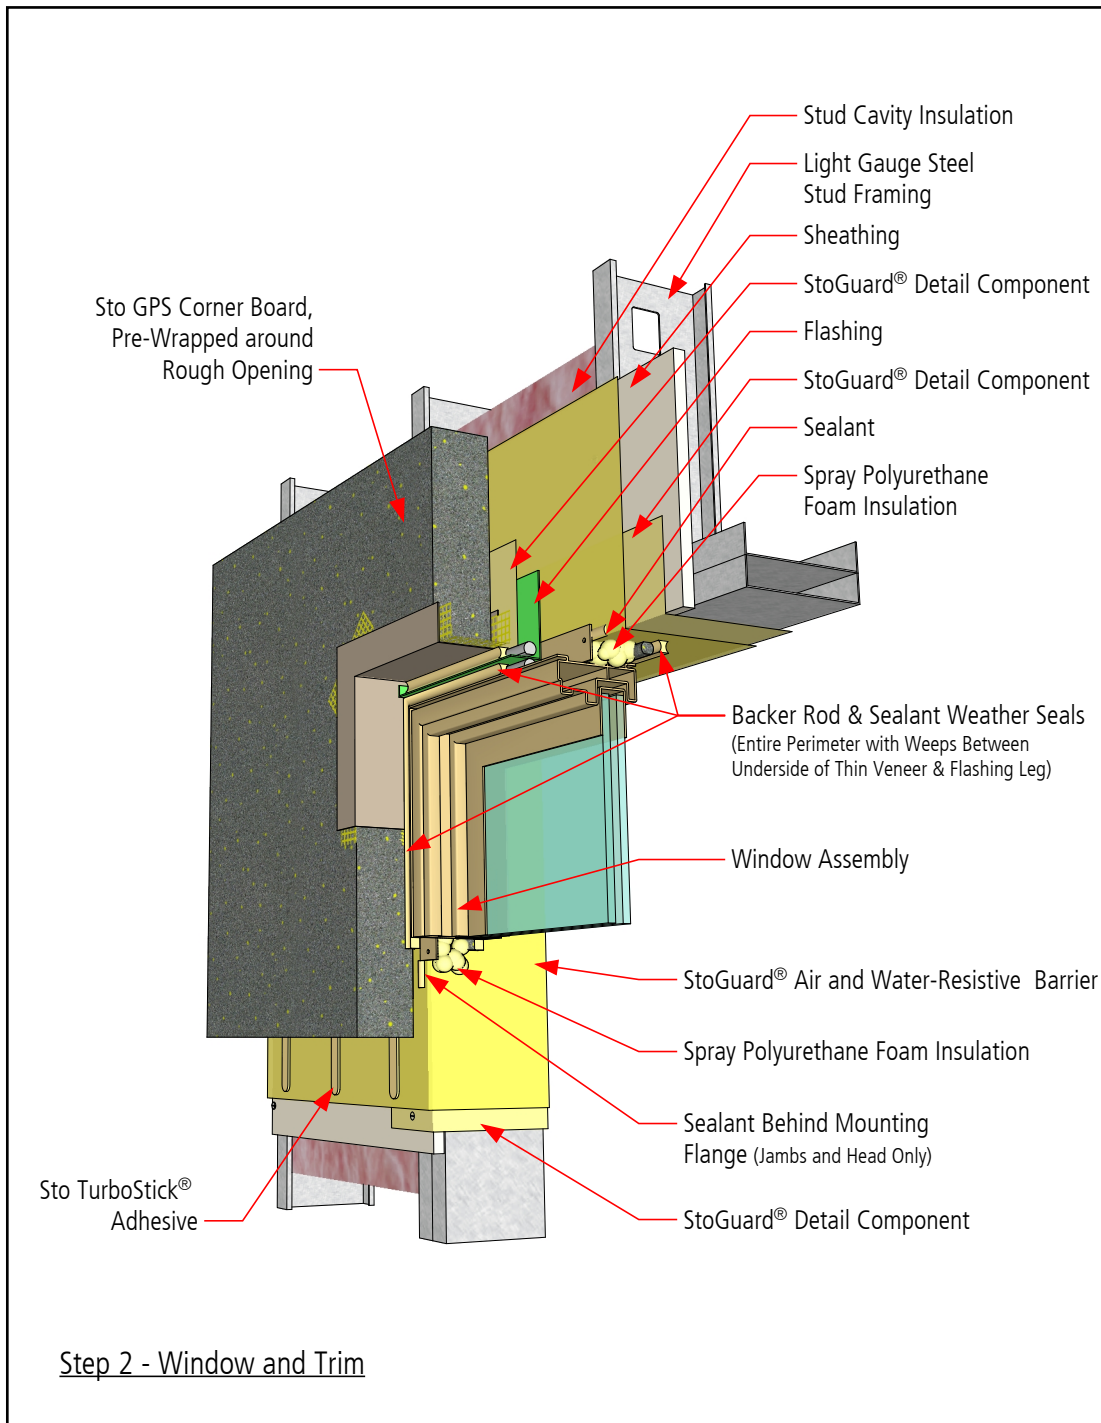 Stud Cavity Insulation
Light Gauge Steel
Stud Framing
Sheathing
StoGuard® Detail Component
Flashing
StoGuard® Detail Component
Sealant
Spray Polyurethane
Foam Insulation
Sto GPS Corner Board,
Pre-Wrapped around
Rough Opening
Backer Rod & Sealant Weather Seals
(Entire Perimeter with Weeps Between
Underside of Thin Veneer & Flashing Leg)
Window Assembly
StoGuard® Air and Water-Resistive Barrier
Spray Polyurethane Foam Insulation
Sealant Behind Mounting
Flange (Jambs and Head Only)
StoGuard® Detail Component
Sto TurboStick®
Adhesive
Step 2 - Window and Trim